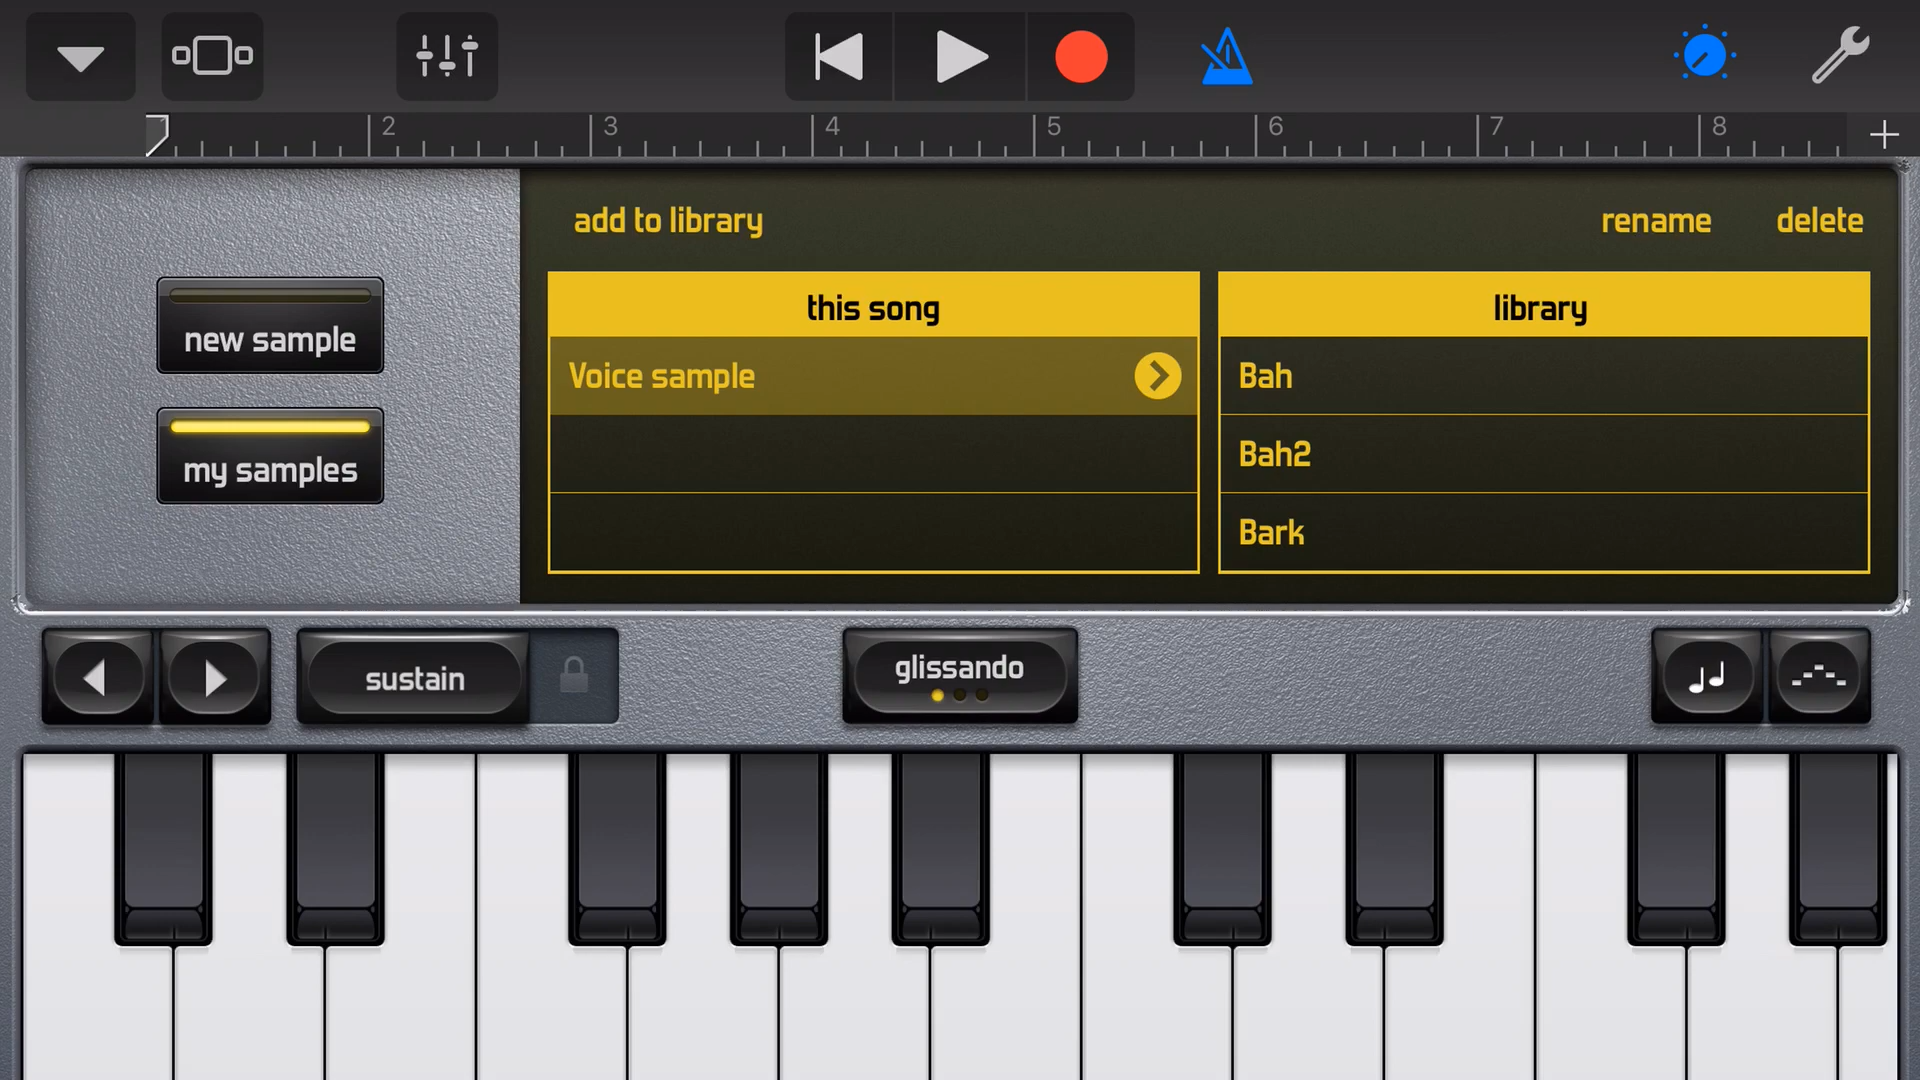 2 3 4 5 6 7 8
add to library rename delete
this song library
new sample
Voice sample Bah
my samples
Bah2
Bark
sustain glissando